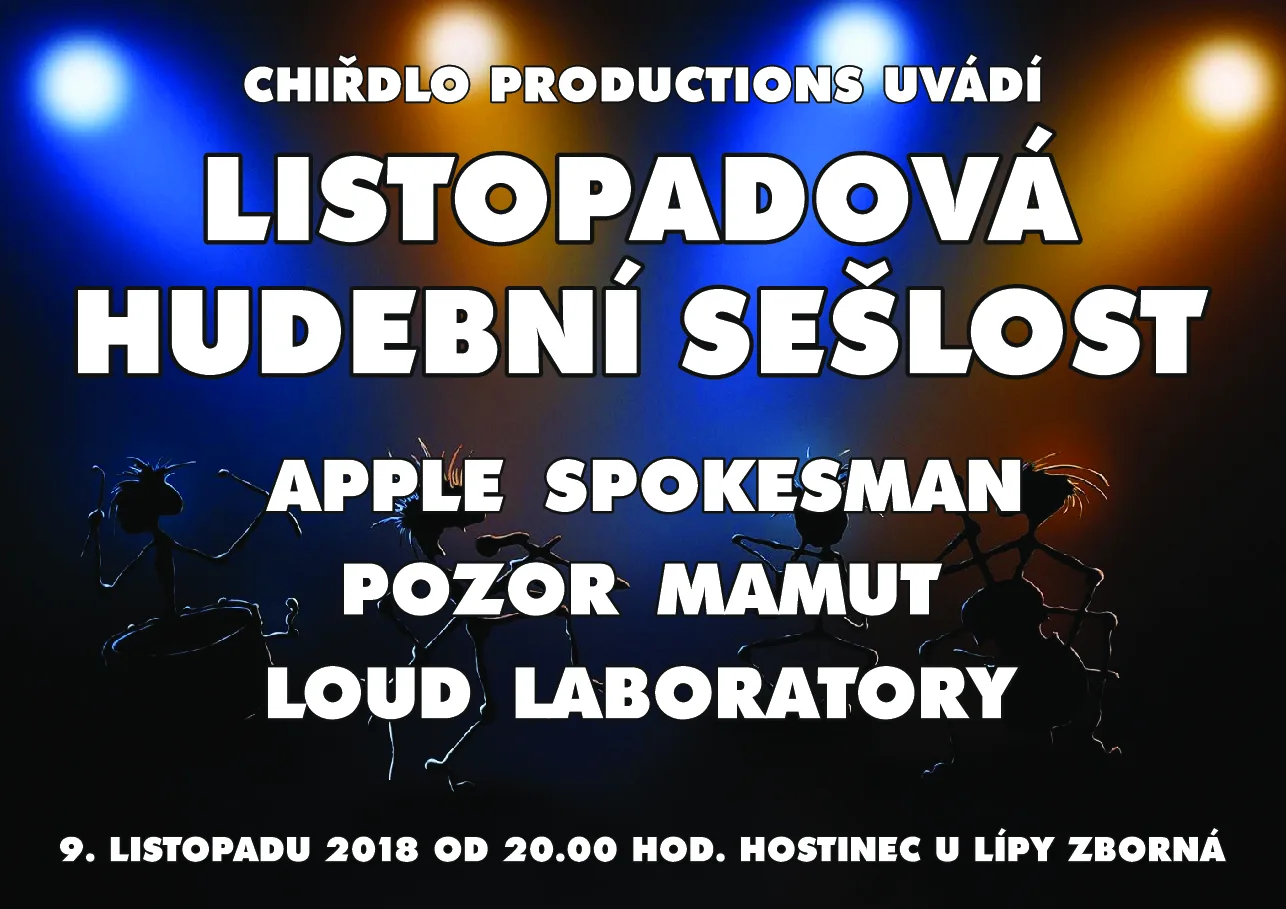 CHIŘDLO PRODUCTIONS UVÁDÍ
LISTOPADOVÁ
HUDEBNÍ SEŠLOST
APPLE SPOKESMAN
POZOR MAMUT
LOUD LABORATORY
9. LISTOPADU 2018 OD 20.00 HOD. HOSTINEC U LÍPY ZBORNÁ